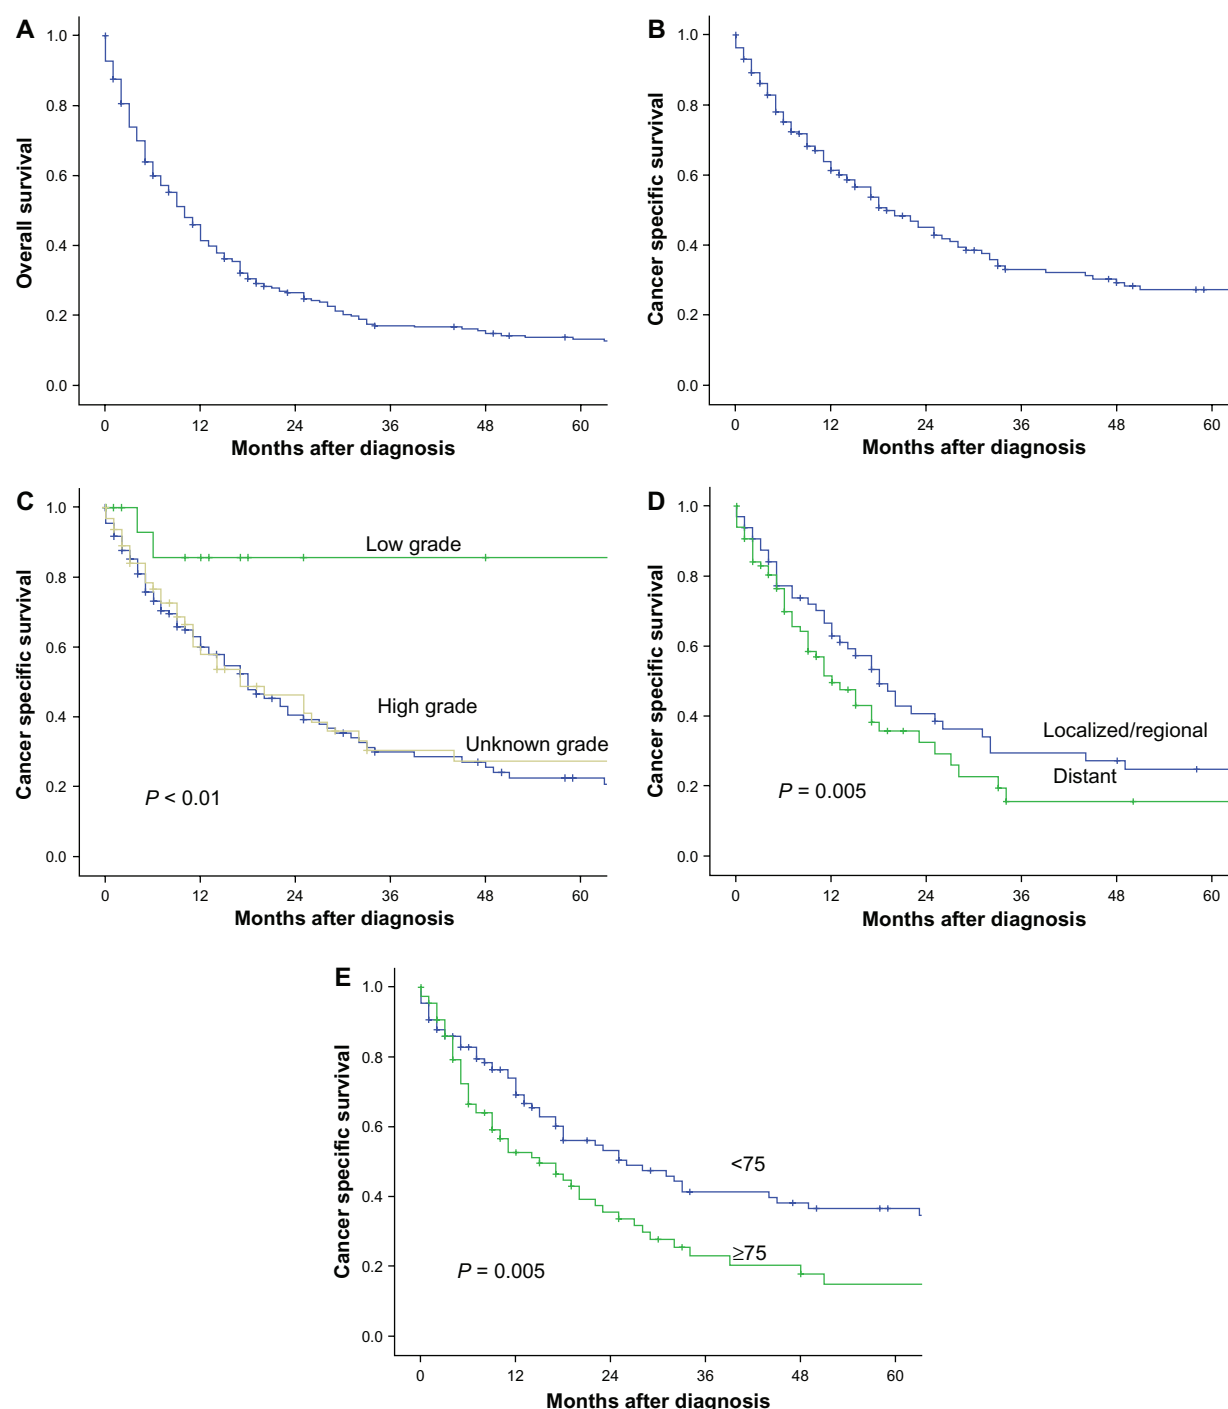 A
1.0
0.8
0.6
0.4
0.2
0.0
Overall survival
0 12 24 36 48 60
Months after diagnosis
B
1.0
0.8
0.6
0.4
0.2
0.0
Cancer specific survival
0 12 24 36 48 60
Months after diagnosis
C
1.0
0.8
0.6
0.4
0.2
0.0
Cancer specific survival
Low grade
High grade
Unknown grade
P < 0.01
0 12 24 36 48 60
Months after diagnosis
D
1.0
0.8
0.6
0.4
0.2
0.0
Cancer specific survival
Localized/regional
Distant
P = 0.005
0 12 24 36 48 60
Months after diagnosis
E
1.0
0.8
0.6
0.4
0.2
0.0
Cancer specific survival
<75
≥75
P = 0.005
0 12 24 36 48 60
Months after diagnosis